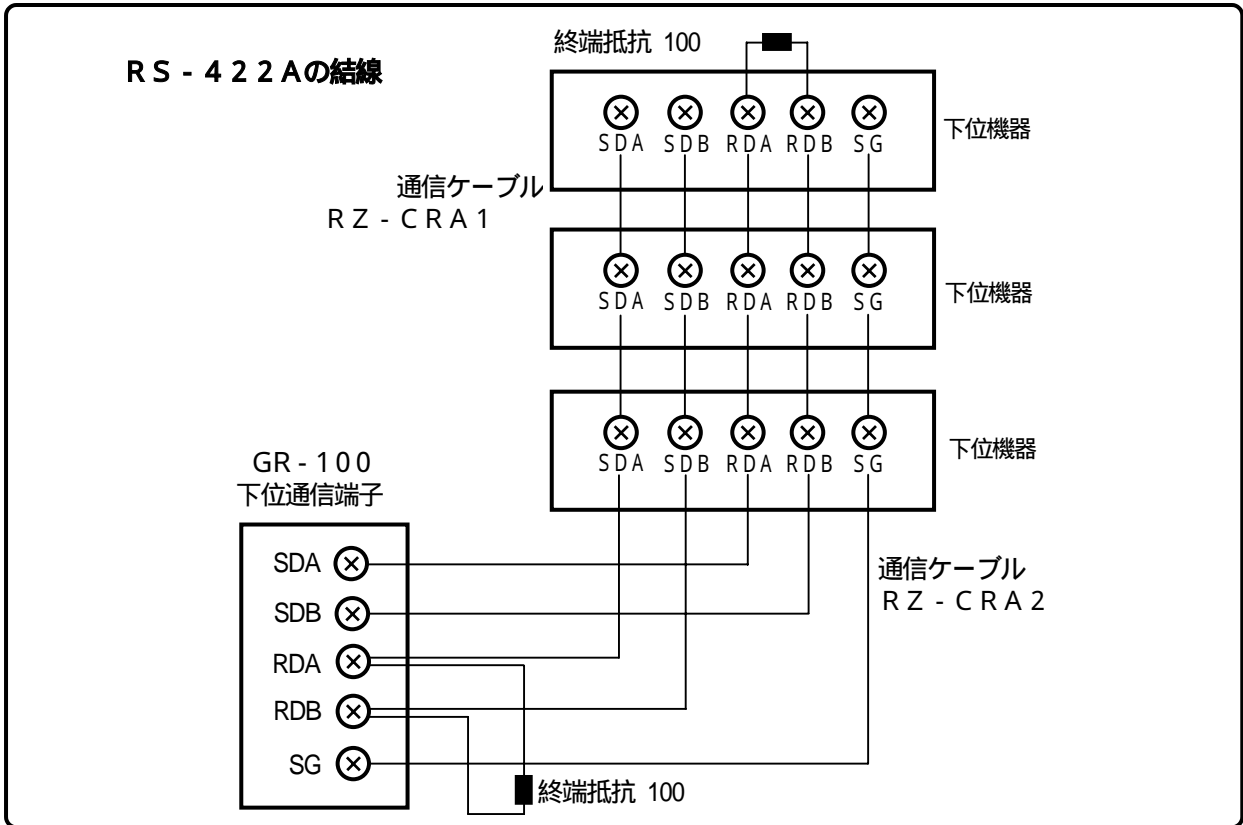 RS-422Aの結線
終端抵抗 100
SDA SDB RDA RDB SG
下位機器
通信ケーブル
RZ-CRA1
SDA SDB RDA RDB SG
下位機器
SDA SDB RDA RDB SG
下位機器
GR-100
下位通信端子
SDA
SDB
RDA
RDB
SG
通信ケーブル
RZ-CRA2
終端抵抗 100